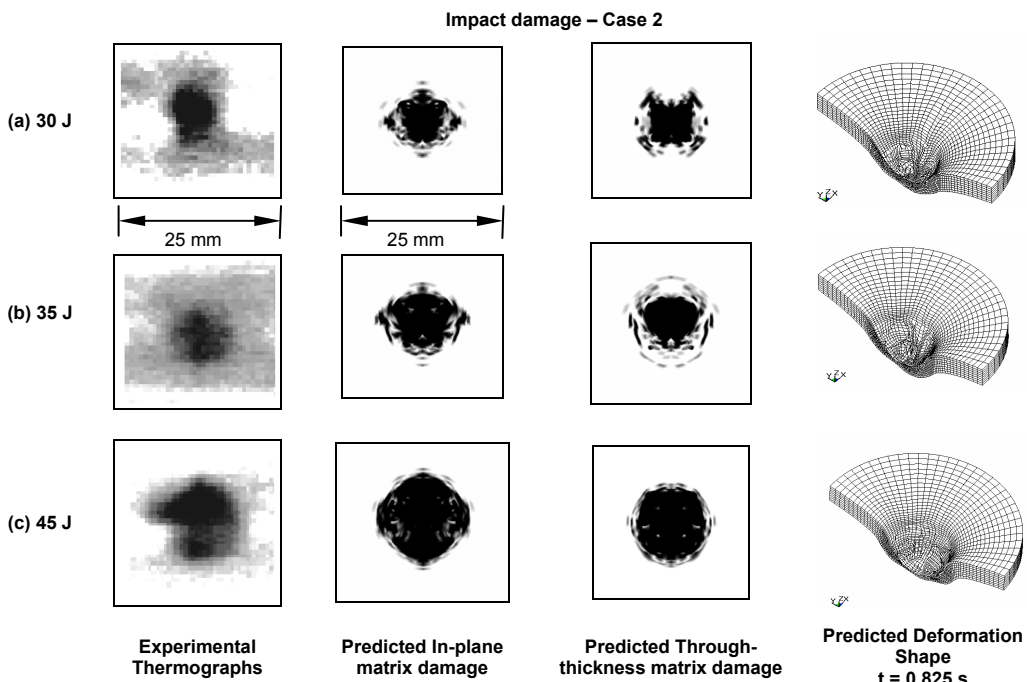 Impact damage – Case 2
(a) 30 J
25 mm
25 mm
(b) 35 J
(c) 45 J
Experimental
Thermographs
Predicted In-plane
matrix damage
Predicted Through-
thickness matrix damage
Predicted Deformation
Shape
t = 0.825 s